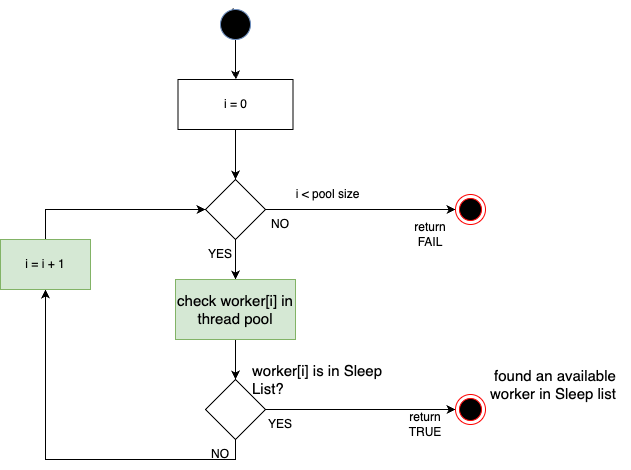 i = 0
i < pool size
NO
return
FAIL
YES
i = i + 1
check worker[i] in
thread pool
worker[i] is in Sleep
List?
found an available
worker in Sleep list
YES
return
TRUE
NO